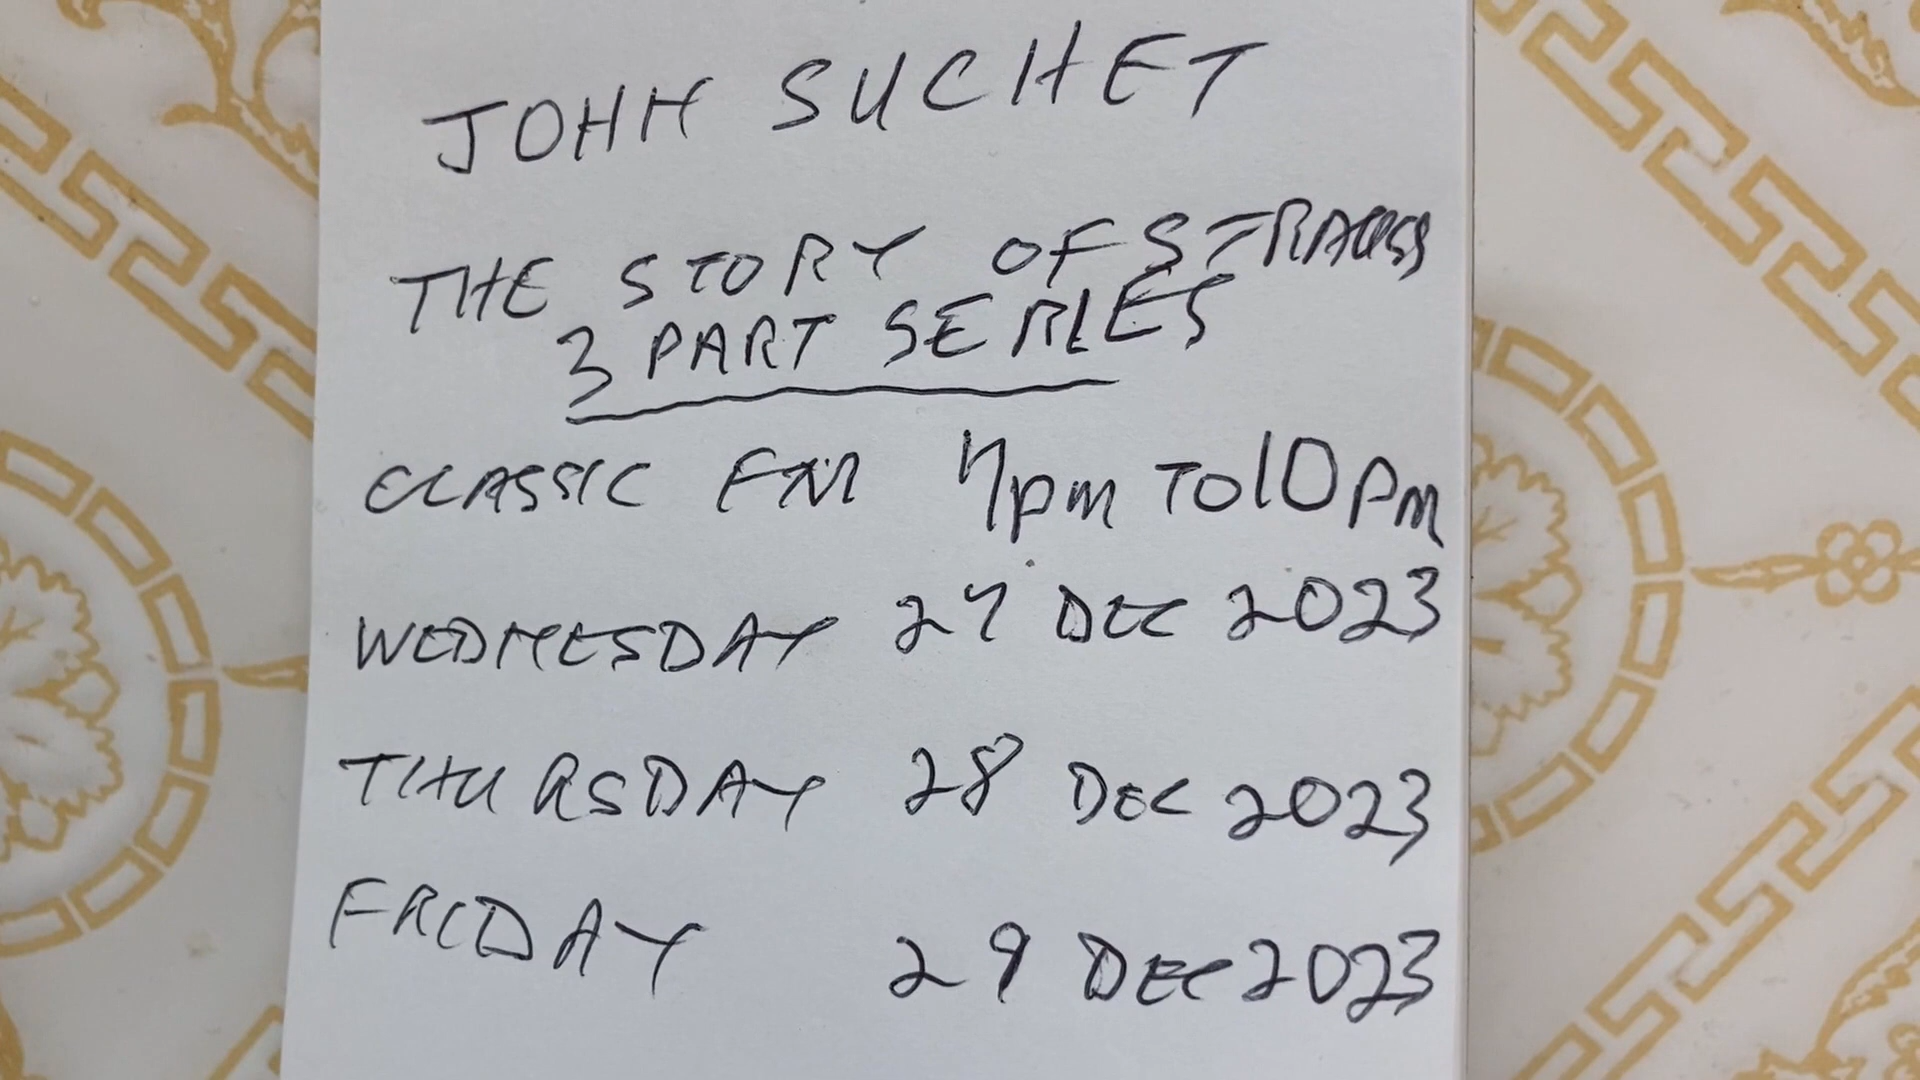 JOHN SUCHET
THE STORY OF STRAUSS
3 PART SERIES
CLASSIC FM 7pm TO 10pm
WEDNESDAY 27 DEC 2023
THURSDAY 28 DEC 2023
FRIDAY 29 DEC 2023